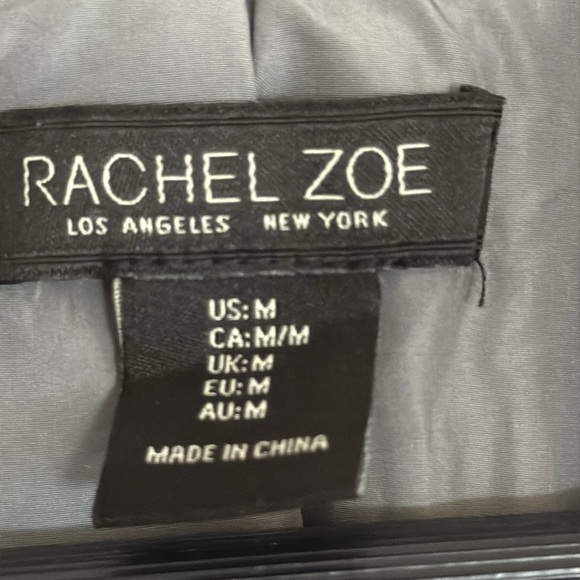 RACHEL ZOE
LOS ANGELES NEW YORK
US: M
CA: M/M
UK: M
EU: M
AU: M
MADE IN CHINA